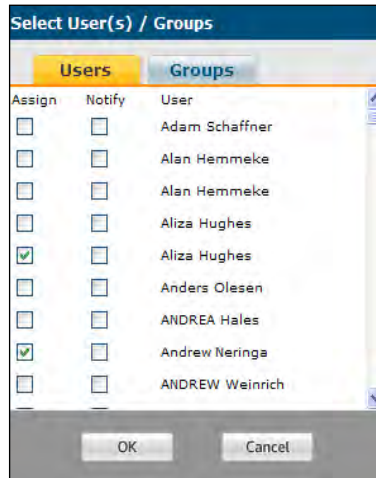 Select User(s) / Groups
Users Groups
Assign Notify User
Adam Schaffner
Alan Hemmeke
Alan Hemmeke
Aliza Hughes
Aliza Hughes
Anders Olesen
ANDREA Hales
Andrew Neringa
ANDREW Weinrich
OK Cancel